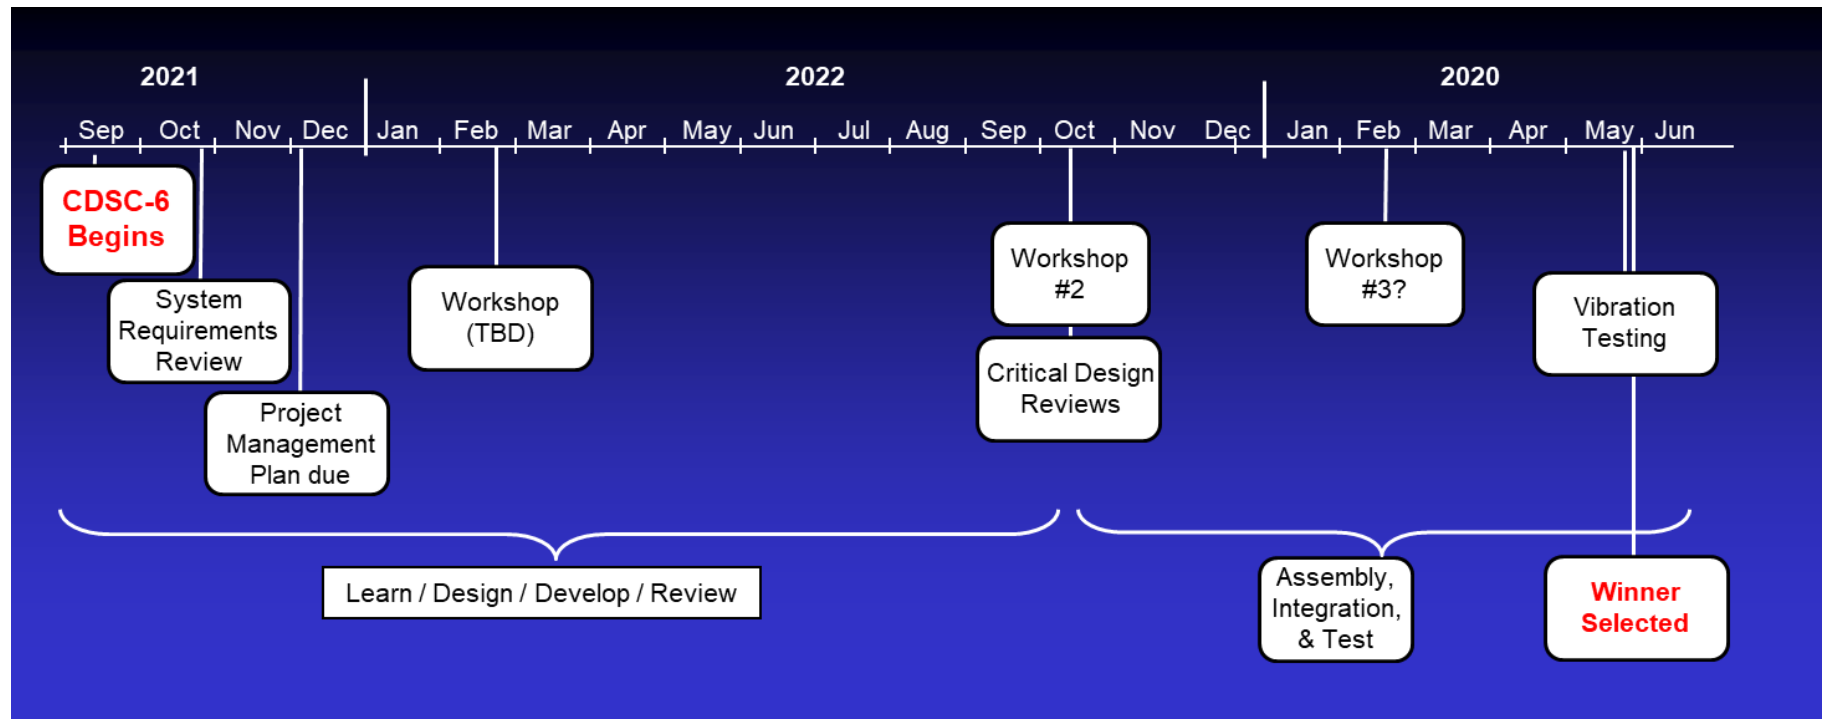 2021
2022
2020
Sep Oct Nov Dec Jan Feb Mar Apr May Jun Jul Aug Sep Oct Nov Dec Jan Feb Mar Apr May Jun
CDSC-6
Begins
System
Requirements
Review
Project
Management
Plan due
Workshop
(TBD)
Workshop
#2
Critical Design
Reviews
Workshop
#3?
Vibration
Testing
Learn / Design / Develop / Review
Assembly,
Integration,
& Test
Winner
Selected